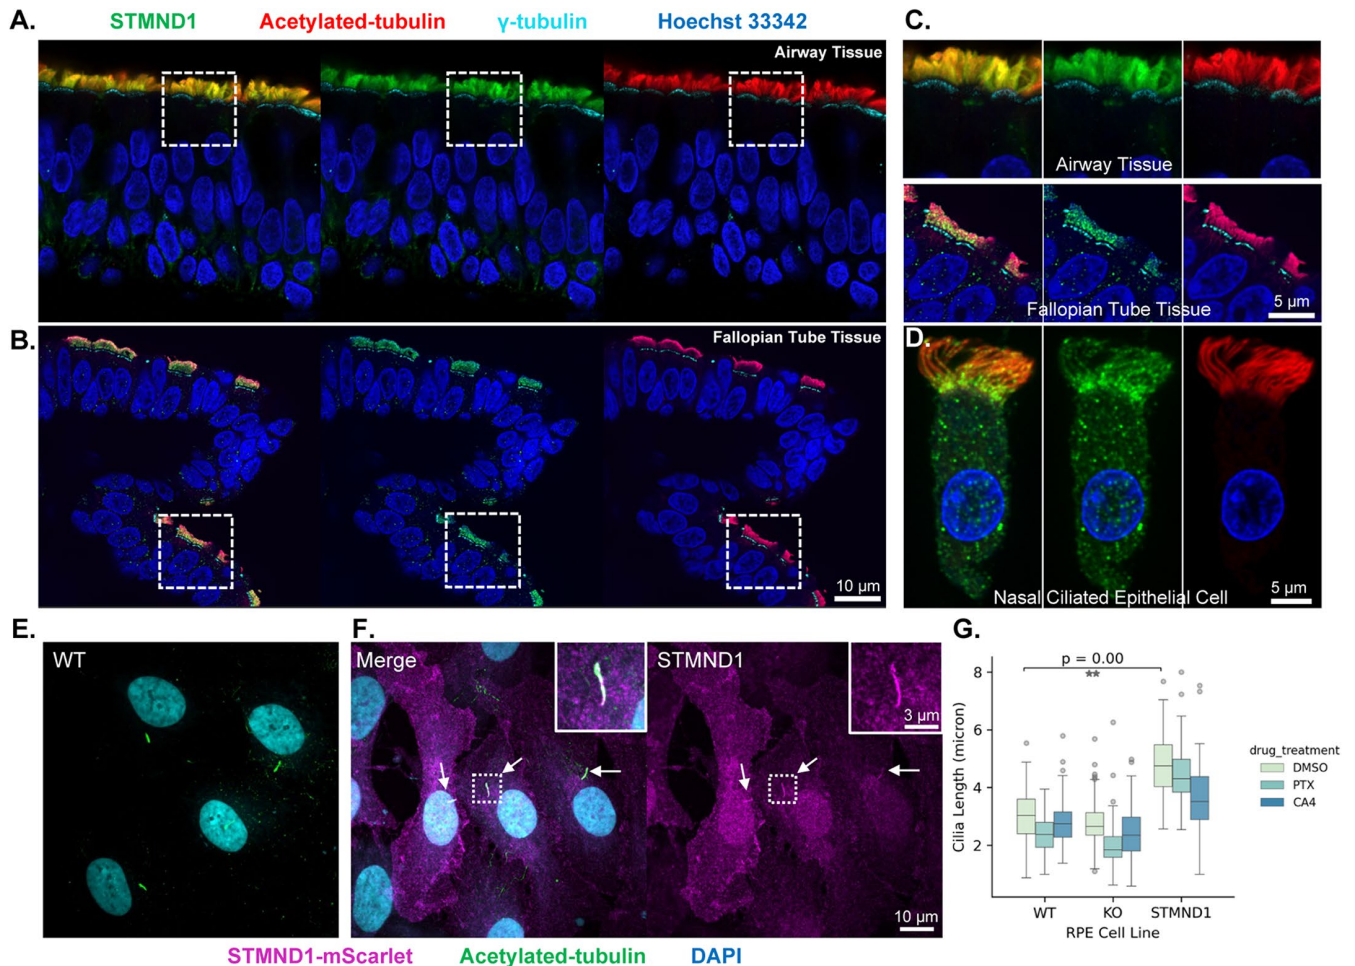 A. STMND1 Acetylated-tubulin γ-tubulin Hoechst 33342
Airway Tissue
B.
Fallopian Tube Tissue
10 μm
C.
Airway Tissue
Fallopian Tube Tissue
5 μm
D.
Nasal Ciliated Epithelial Cell
5 μm
E.
WT
F.
Merge
STMND1
3 μm
10 μm
STMND1-mScarlet Acetylated-tubulin DAPI
G.
p = 0.00
**
8
6
4
2
Cilia Length (micron)
WT KO STMND1
RPE Cell Line
drug_treatment
DMSO
PTX
CA4